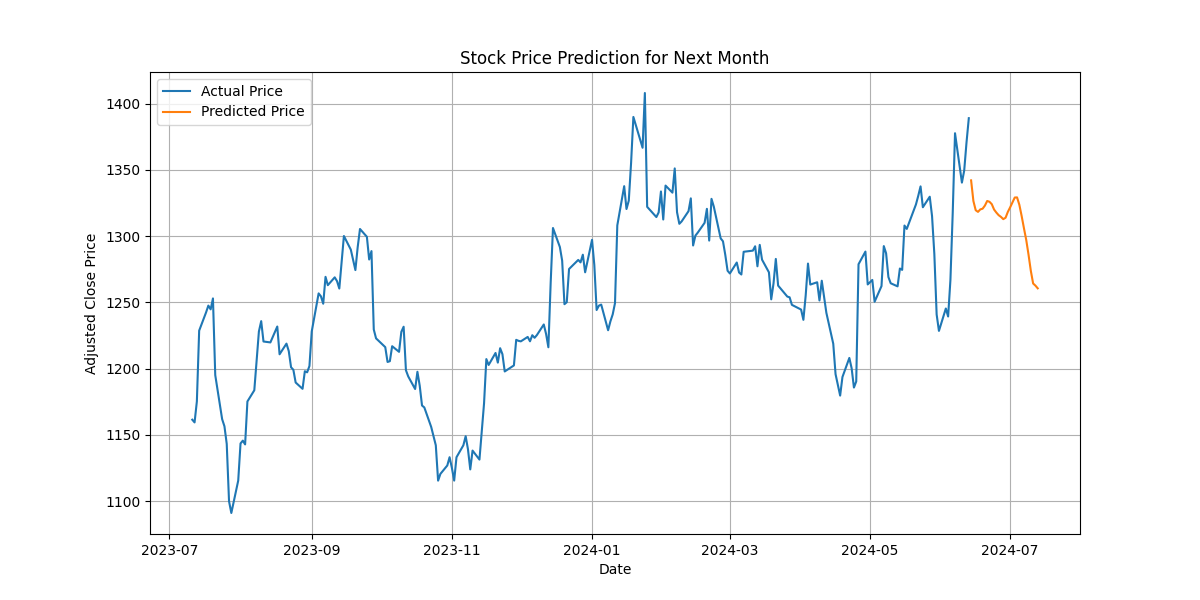 Stock Price Prediction for Next Month
Actual Price
Predicted Price
Adjusted Close Price
1400
1350
1300
1250
1200
1150
1100
2023-07
2023-09
2023-11
2024-01
2024-03
2024-05
2024-07
Date